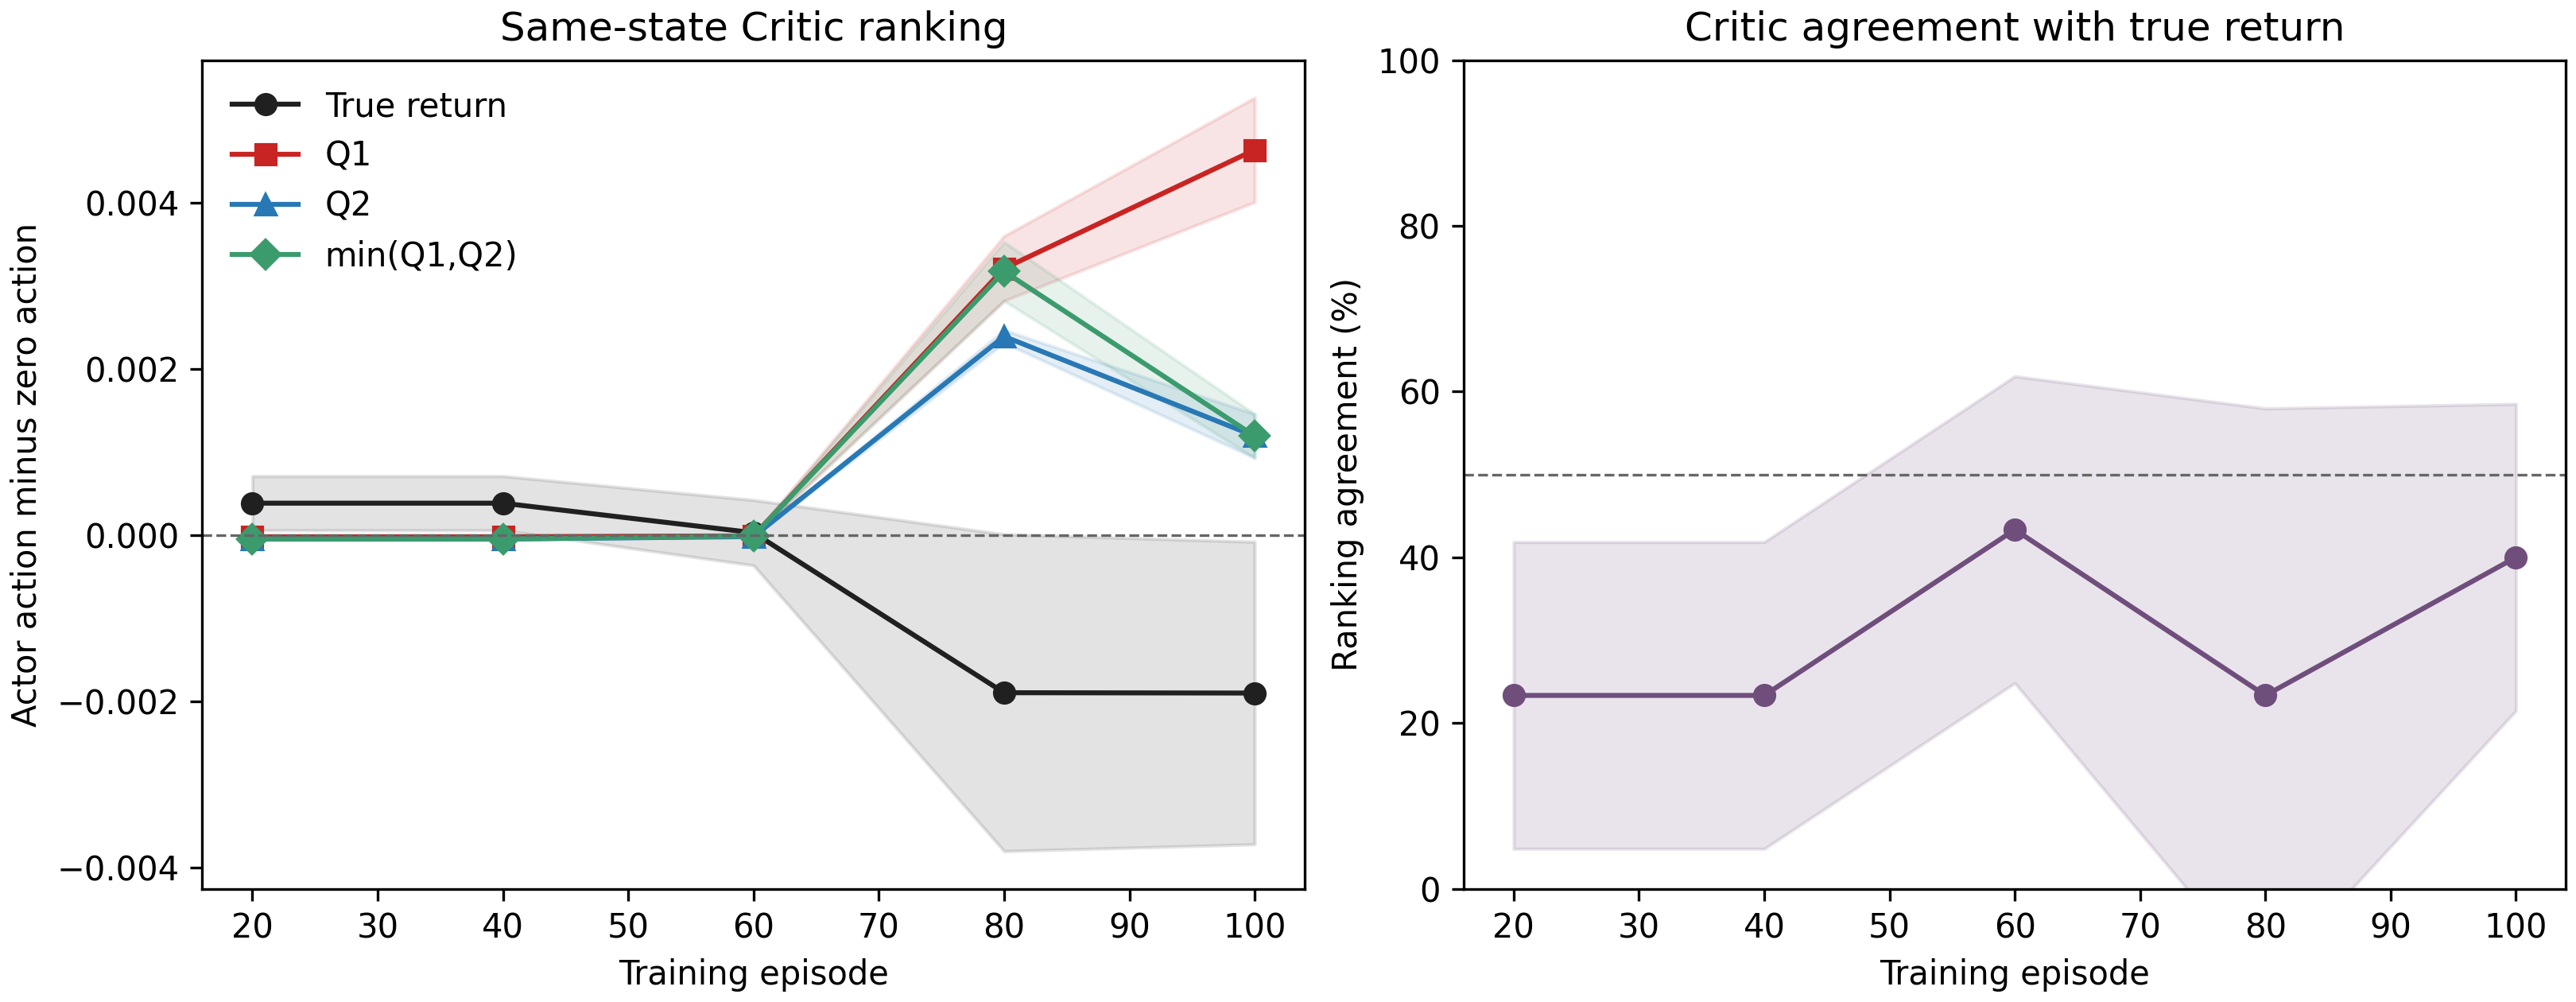 Same-state Critic ranking
True return
Q1
Q2
min(Q1,Q2)
Actor action minus zero action
0.004
0.002
0.000
−0.002
−0.004
20 30 40 50 60 70 80 90 100
Training episode
Critic agreement with true return
Ranking agreement (%)
100
80
60
40
20
0
20 30 40 50 60 70 80 90 100
Training episode